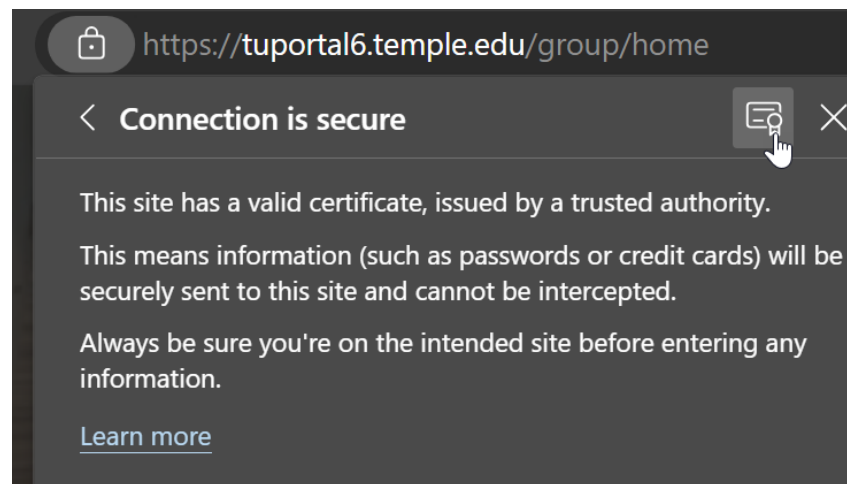 https://tuportal6.temple.edu/group/home
Connection is secure
This site has a valid certificate, issued by a trusted authority.
This means information (such as passwords or credit cards) will be
securely sent to this site and cannot be intercepted.
Always be sure you're on the intended site before entering any
information.
Learn more